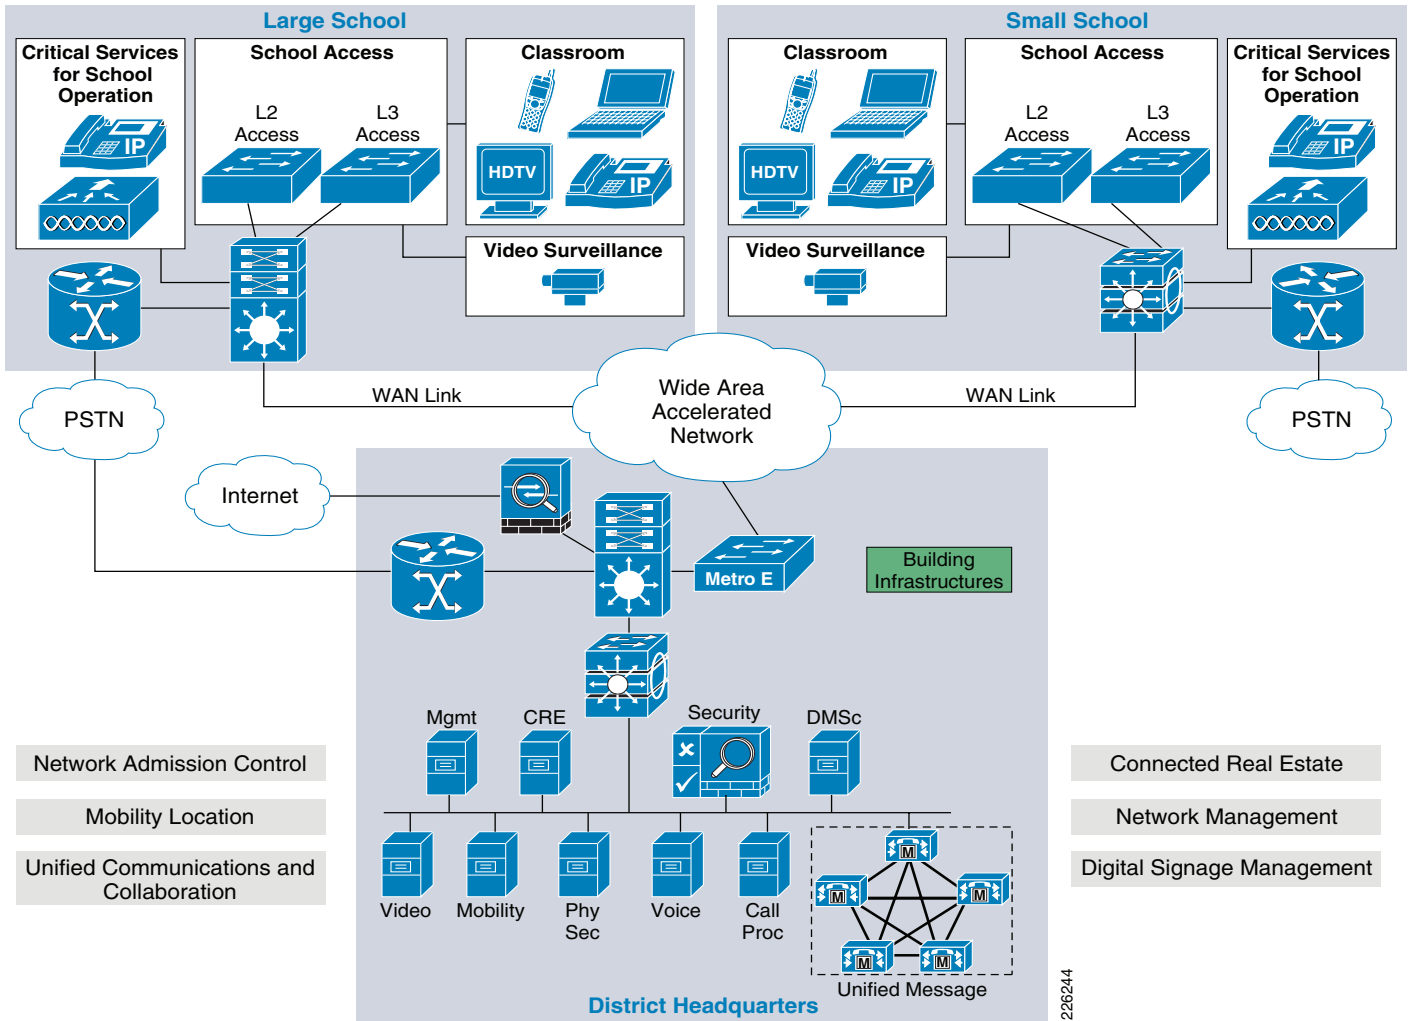 Large School
Critical Services
for School
Operation
IP
School Access
L2
Access
L3
Access
Classroom
HDTV
IP
Video Surveillance
Small School
Classroom
HDTV
IP
Video Surveillance
School Access
L2
Access
L3
Access
Critical Services
for School
Operation
IP
PSTN
WAN Link
Wide Area
Accelerated
Network
WAN Link
PSTN
Internet
Metro E
Building
Infrastructures
Mgmt
CRE
Security
DMSc
Video
Mobility
Phy
Sec
Voice
Call
Proc
M
M
M
M
M
Unified Message
District Headquarters
Network Admission Control
Mobility Location
Unified Communications and
Collaboration
Connected Real Estate
Network Management
Digital Signage Management
226244